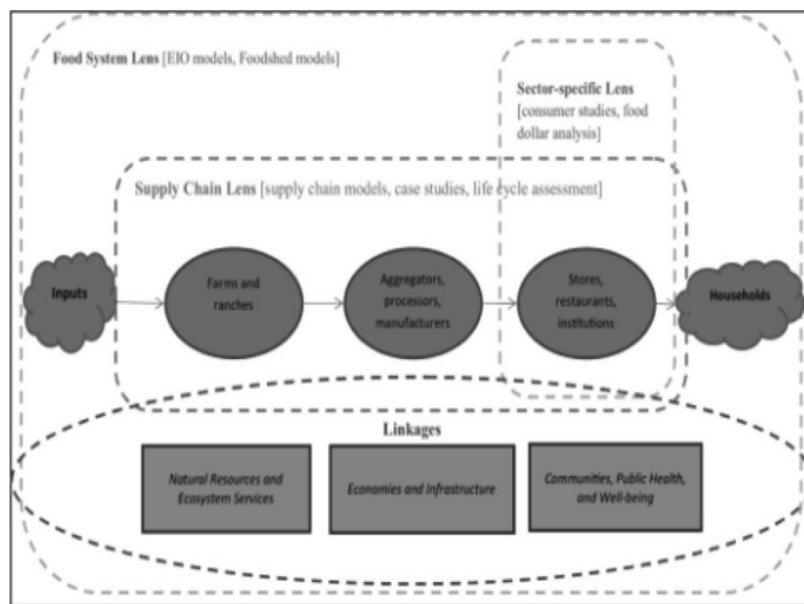 Food System Lens [EIO models, Foodshed models]
Sector-specific Lens
[consumer studies, food
dollar analysis]
Supply Chain Lens [supply chain models, case studies, life cycle assessment]
Inputs
Farms and
ranches
Aggregators,
processors,
manufacturers
Stores,
restaurants,
institutions
Households
Linkages
Natural Resources and
Ecosystem Services
Economies and Infrastructure
Communities, Public Health,
and Well-being